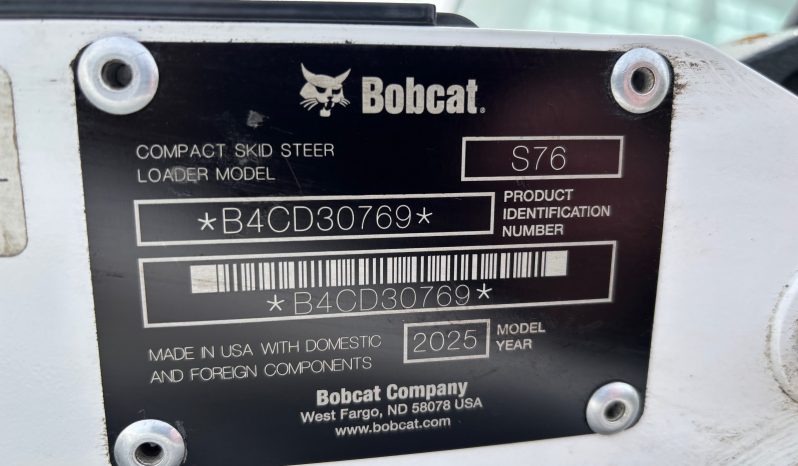 Bobcat®
COMPACT SKID STEER
LOADER MODEL
S76
*B4CD30769*
PRODUCT
IDENTIFICATION
NUMBER
*B4CD30769*
MADE IN USA WITH DOMESTIC
AND FOREIGN COMPONENTS
2025
MODEL
YEAR
Bobcat Company
West Fargo, ND 58078 USA
www.bobcat.com